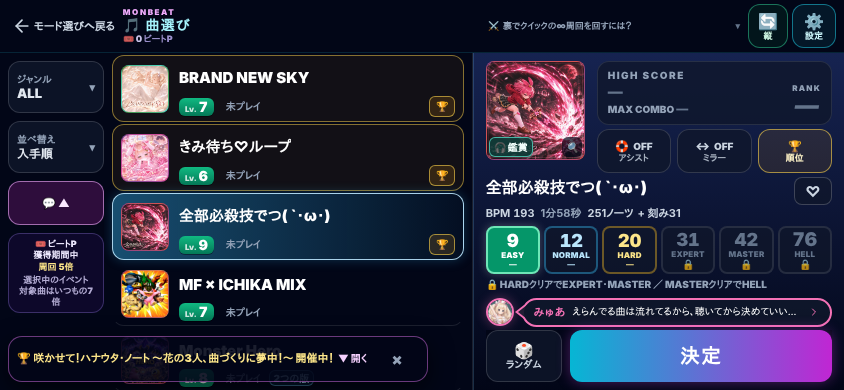 モード選びへ戻る
MONBEAT
🎵 曲選び
🎟 0 ビートP
⚔ 裏でクイックの∞周回を回すには?
▼
🔄 縦
⚙ 設定
ジャンル
ALL ▼
並べ替え
入手順 ▼
💬 ▲
🎟 ビートP
獲得期間中
周回 5倍
選択中のイベント
対象曲はいつもの7
倍
BRAND NEW SKY
Lv. 7 未プレイ
きみ待ち♡ループ
Lv. 6 未プレイ
全部必殺技でつ(`･ω･)
Lv. 9 未プレイ
MF × ICHIKA MIX
Lv. 7 未プレイ
🏆 咲かせて!ハナウタ・ノート 〜花の3人、曲づくりに夢中!〜 開催中! ▼ 開く ×
🎧 鑑賞
HIGH SCORE
—
RANK
—
MAX COMBO —
OFF
アシスト
↔ OFF
ミラー
🏆
順位
全部必殺技でつ(`･ω･)
♡
BPM 193 1分58秒 251ノーツ + 刻み31
9 EASY —
12 NORMAL —
20 HARD —
31 EXPERT 🔒
42 MASTER 🔒
76 HELL 🔒
🔒 HARDクリアでEXPERT・MASTER / MASTERクリアでHELL
みゅあ えらんでる曲は流れてるから、聴いてから決めていい…
🎲 ランダム
決定